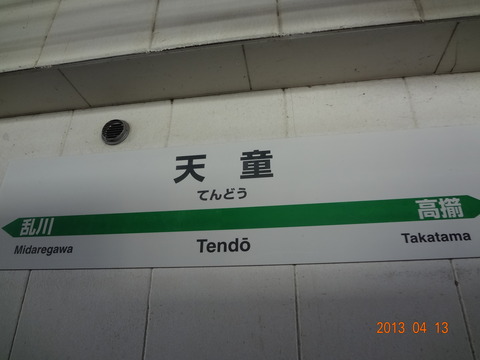 天童
てんどう
乱川
高擶
Midaregawa
Tendō
Takatama
2013 04 13